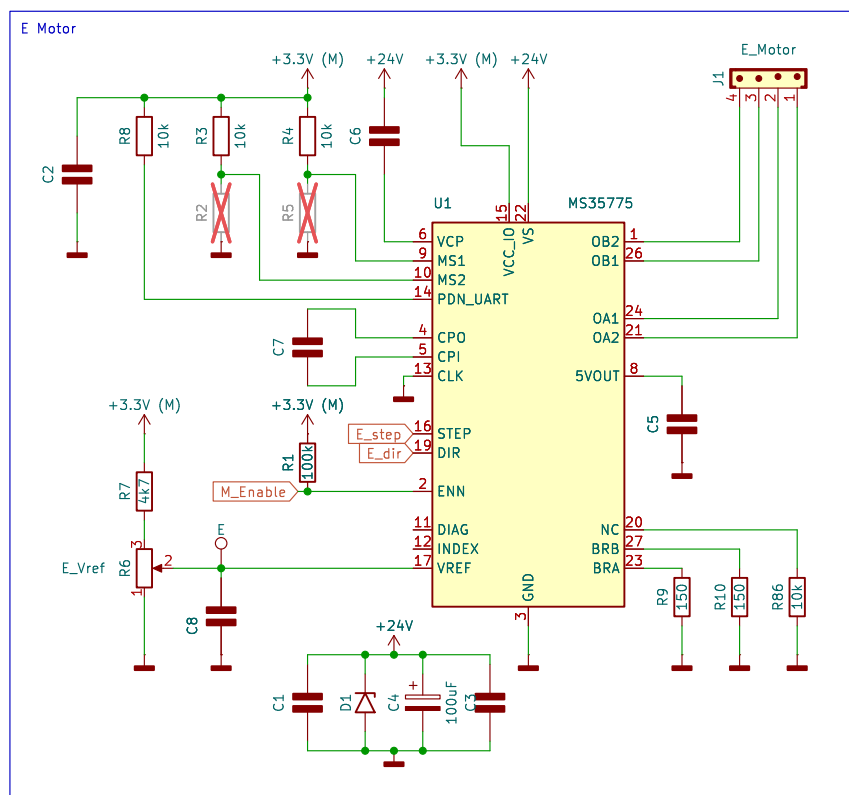 E Motor
+3.3V (M)
+24V
+3.3V (M)
+24V
E_Motor
J1
4
3
2
1
R8
10k
R3
10k
R4
10k
C6
C2
R2
R5
U1
MS35775
15
22
VCC_IO
VS
6
VCP
9
MS1
10
MS2
14
PDN_UART
4
CPO
5
CPI
13
CLK
16
STEP
19
DIR
2
ENN
11
DIAG
12
INDEX
17
VREF
OB2
1
OB1
26
OA1
24
OA2
21
5VOUT
8
NC
20
BRB
27
BRA
23
GND
3
C7
C5
+3.3V (M)
+3.3V (M)
E_step
E_dir
R1
100k
M_Enable
R7
4k7
E
E_Vref
R6
3
2
1
C8
R9
150
R10
150
R86
10k
+24V
C1
D1
+
C4
100uF
C3